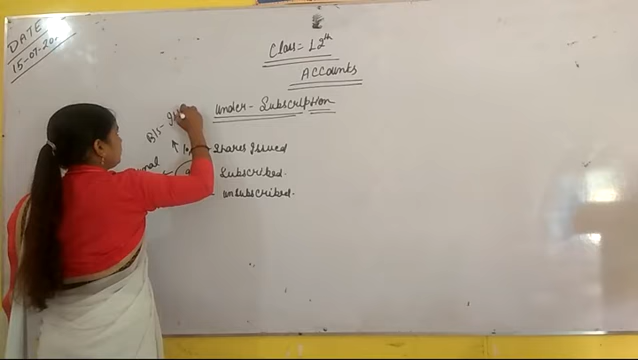 DATE
15-07-20
Class = 12th
Accounts
under - Subscription
B/S -
Shares Issued
Subscribed.
unsubscribed.